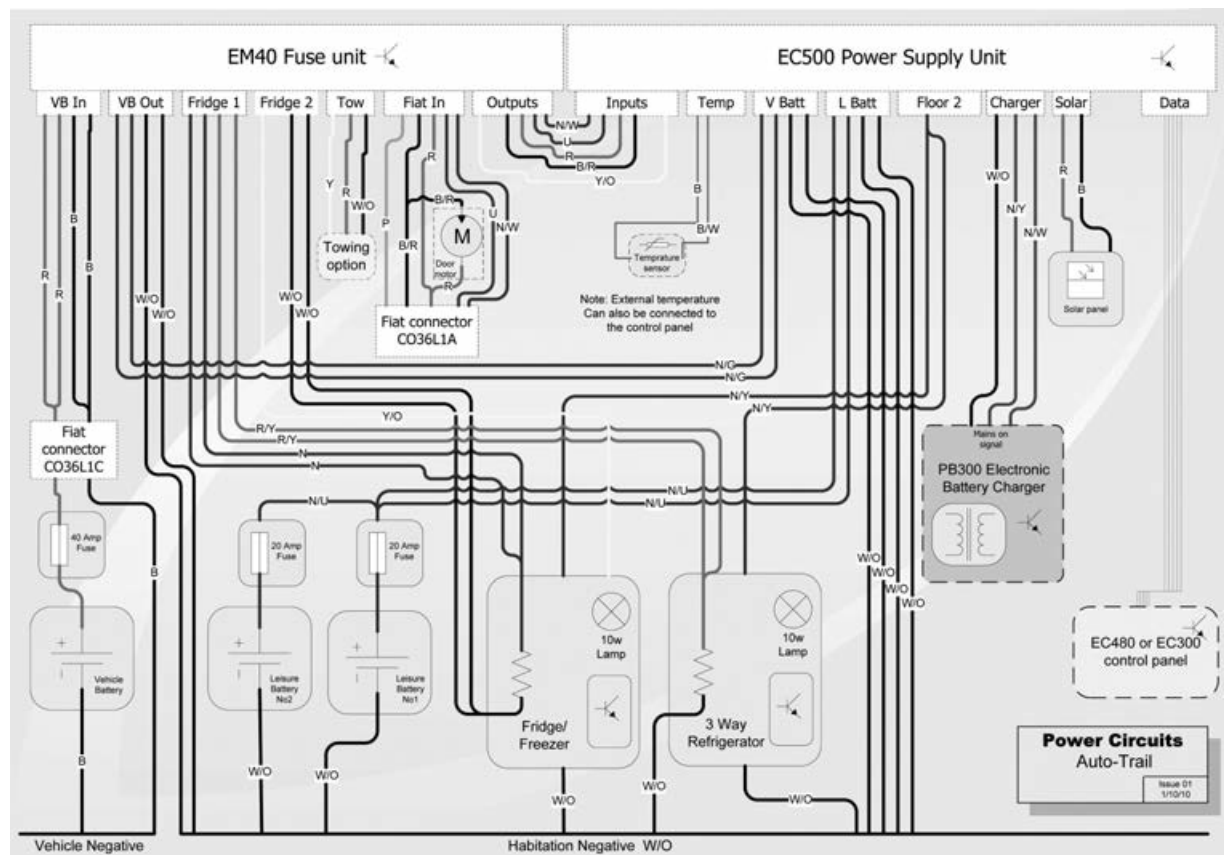 EM40 Fuse unit
EC500 Power Supply Unit
VB In
VB Out
Fridge 1
Fridge 2
Tow
Fiat In
Outputs
Inputs
Temp
V Batt
L Batt
Floor 2
Charger
Solar
Data
N/W
U
R
B/R
Y/O
R
Y
R
W/O
P
B/R
B/R
U
N/W
R
M
Door
motor
B
B/W
W/O
N/Y
N/W
R
B
B
B
R
R
W/O
W/O
W/O
W/O
Towing
option
Temprature
sensor
Note: External temperature
Can also be connected to
the control panel
Solar panel
Fiat connector
CO36L1A
N/G
N/G
N/Y
N/Y
Y/O
R/Y
R/Y
N
N
N/U
N/U
N/U
Fiat
connector
CO36L1C
Mains on
signal
PB300 Electronic
Battery Charger
40 Amp
Fuse
20 Amp
Fuse
20 Amp
Fuse
B
W/O
W/O
W/O
W/O
10w
Lamp
10w
Lamp
+
Vehicle
Battery
+
Leisure
Battery
No2
+
Leisure
Battery
No1
Fridge/
Freezer
3 Way
Refrigerator
EC480 or EC300
control panel
B
W/O
W/O
W/O
W/O
W/O
Power Circuits
Auto-Trail
Issue 01
1/10/10
Vehicle Negative
Habitation Negative W/O